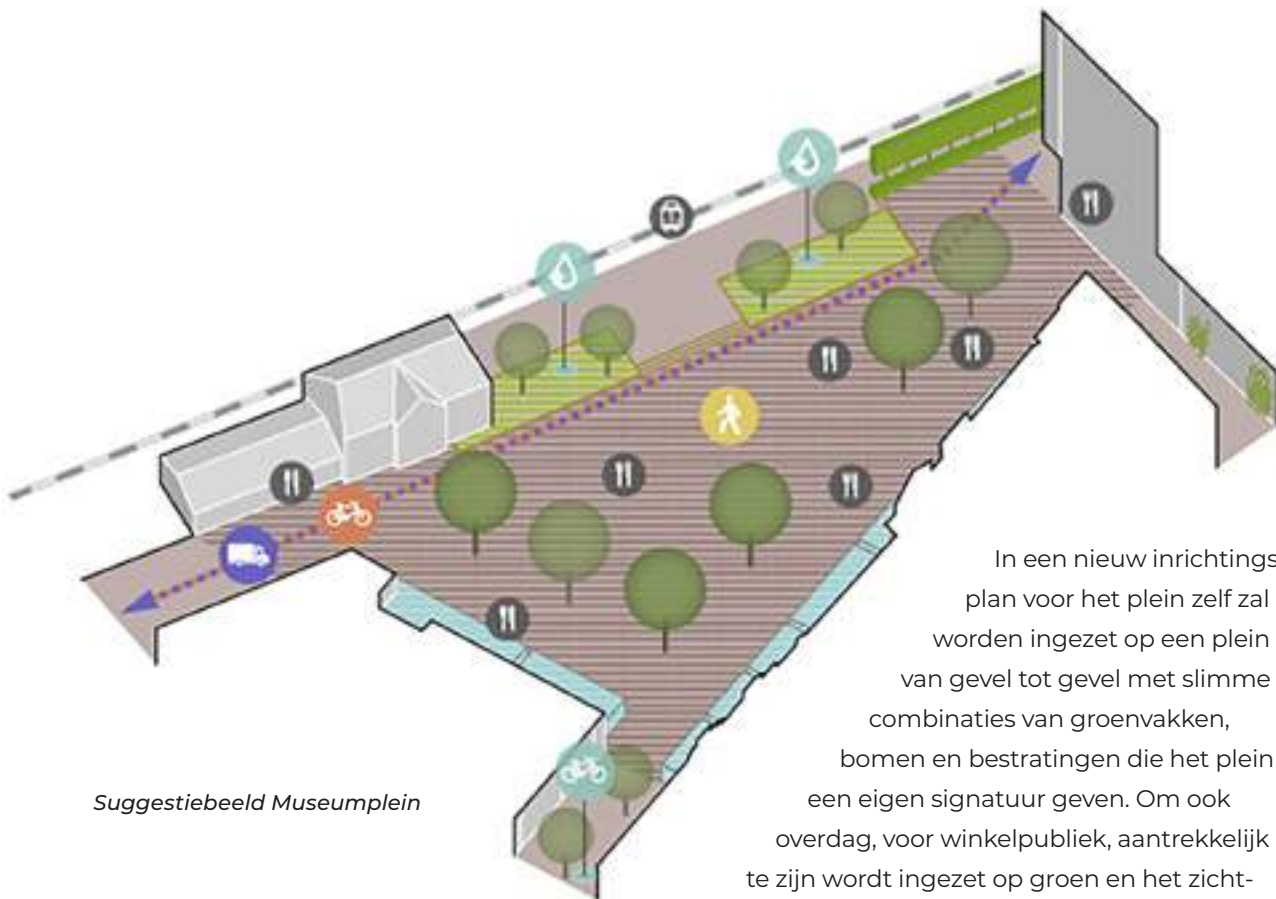 In een nieuw inrichtings
plan voor het plein zelf zal
worden ingezet op een plein
van gevel tot gevel met slimme
combinaties van groenvakken,
bomen en bestratingen die het plein
een eigen signatuur geven. Om ook
overdag, voor winkelpubliek, aantrekkelijk
te zijn wordt ingezet op groen en het zicht-
Suggestiebeeld Museumplein